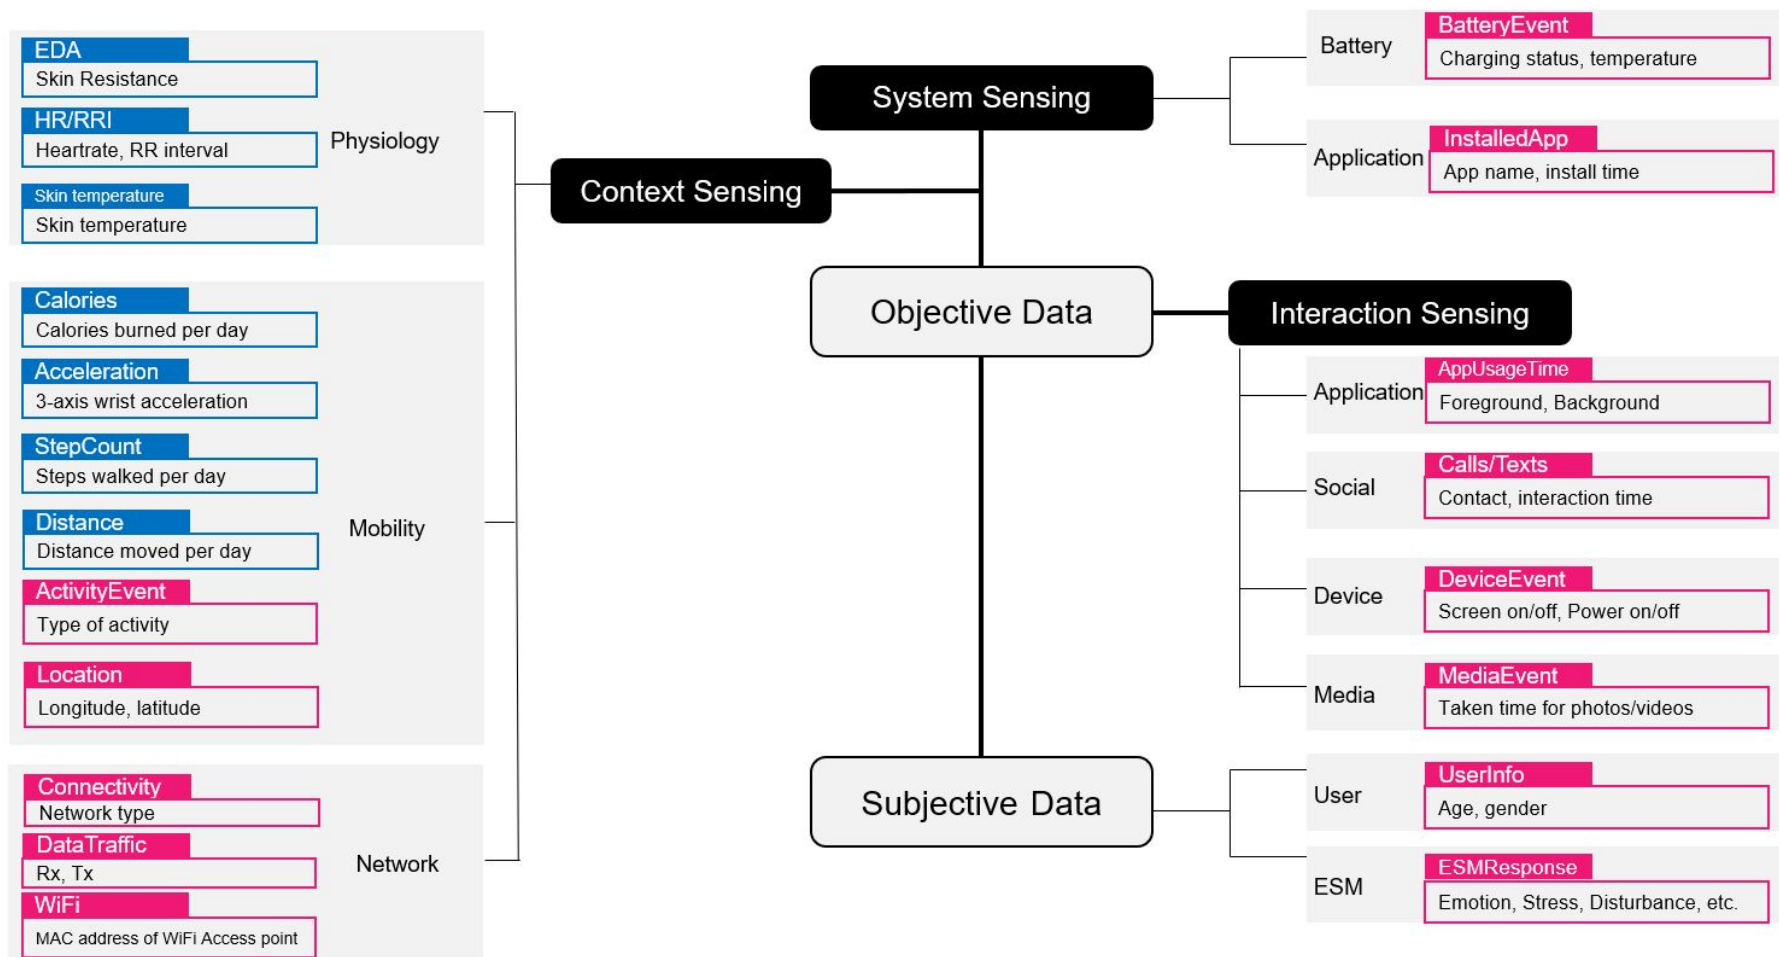 EDA
Skin Resistance
HR/RRI
Heartrate, RR interval
Skin temperature
Skin temperature
Physiology
Calories
Calories burned per day
Acceleration
3-axis wrist acceleration
StepCount
Steps walked per day
Distance
Distance moved per day
ActivityEvent
Type of activity
Location
Longitude, latitude
Mobility
Connectivity
Network type
DataTraffic
Rx, Tx
WiFi
MAC address of WiFi Access point
Network
Context Sensing
System Sensing
Objective Data
Subjective Data
Interaction Sensing
Battery
BatteryEvent
Charging status, temperature
Application
InstalledApp
App name, install time
Application
AppUsageTime
Foreground, Background
Social
Calls/Texts
Contact, interaction time
Device
DeviceEvent
Screen on/off, Power on/off
Media
MediaEvent
Taken time for photos/videos
User
UserInfo
Age, gender
ESM
ESMResponse
Emotion, Stress, Disturbance, etc.